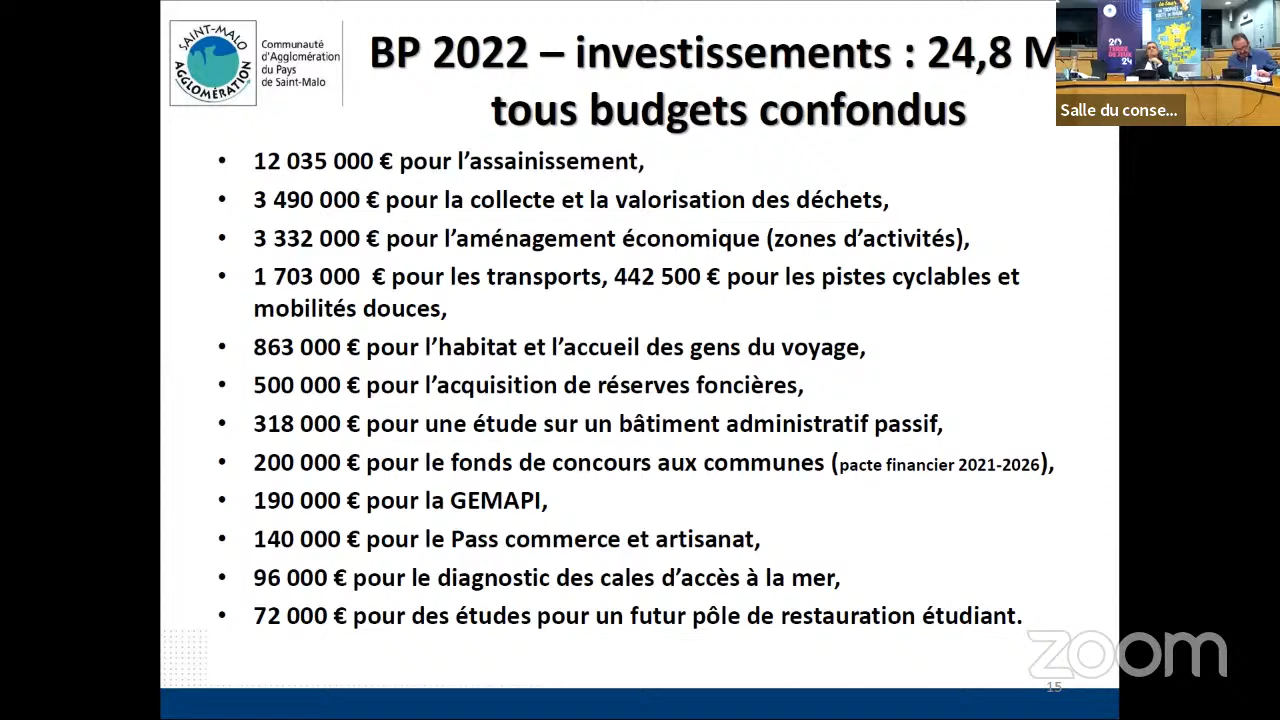 SAINT-MALO
AGGLOMÉRATION
Communauté
d'Agglomération
du Pays
de Saint-Malo
BP 2022 – investissements : 24,8 M
tous budgets confondus
Salle du conse...
• 12 035 000 € pour l’assainissement,
• 3 490 000 € pour la collecte et la valorisation des déchets,
• 3 332 000 € pour l’aménagement économique (zones d’activités),
• 1 703 000 € pour les transports, 442 500 € pour les pistes cyclables et
mobilités douces,
• 863 000 € pour l’habitat et l’accueil des gens du voyage,
• 500 000 € pour l’acquisition de réserves foncières,
• 318 000 € pour une étude sur un bâtiment administratif passif,
• 200 000 € pour le fonds de concours aux communes (pacte financier 2021-2026),
• 190 000 € pour la GEMAPI,
• 140 000 € pour le Pass commerce et artisanat,
• 96 000 € pour le diagnostic des cales d’accès à la mer,
• 72 000 € pour des études pour un futur pôle de restauration étudiant.
zoom
15